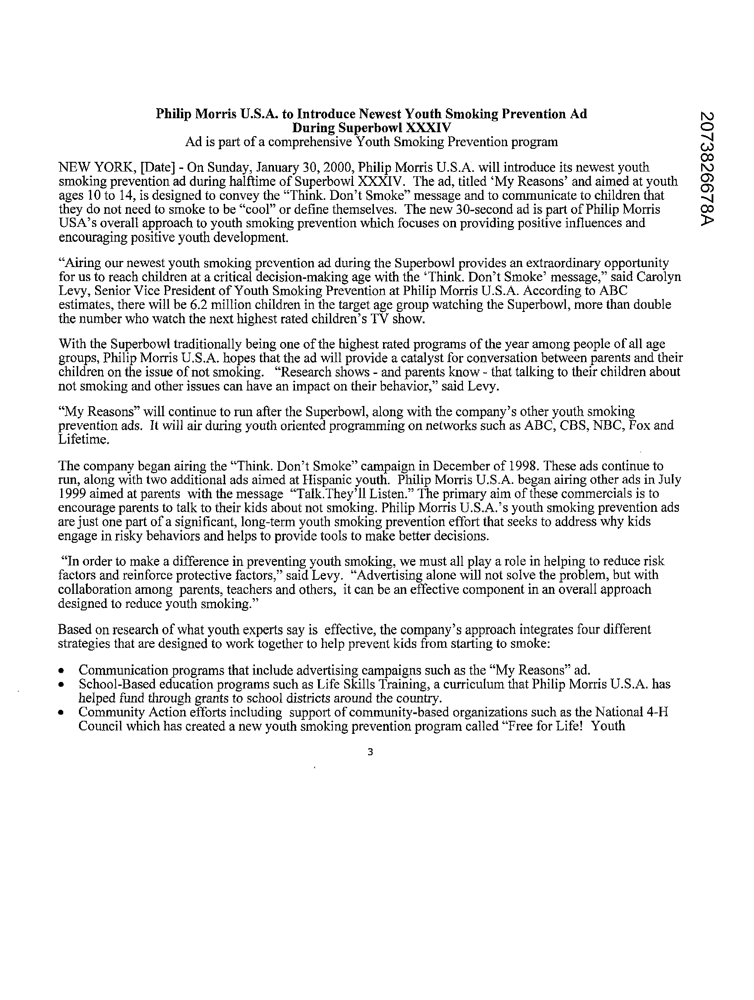 Philip Morris U.S.A. to Introduce Newest Youth Smoking Prevention Ad
During Superbowl XXXIV
Ad is part of a comprehensive Youth Smoking Prevention program
NEW YORK, [Date] - On Sunday, January 30, 2000, Philip Morris U.S.A. will introduce its newest youth
smoking prevention ad during halftime of Superbowl XXXIV. The ad, titled ‘My Reasons’ and aimed at youth
ages 10 to 14, is designed to convey the “Think. Don’t Smoke” message and to communicate to children that
they do not need to smoke to be “cool” or define themselves. The new 30-second ad is part of Philip Morris
USA’s overall approach to youth smoking prevention which focuses on providing positive influences and
encouraging positive youth development.
“Airing our newest youth smoking prevention ad during the Superbowl provides an extraordinary opportunity
for us to reach children at a critical decision-making age with the ‘Think. Don’t Smoke’ message,” said Carolyn
Levy, Senior Vice President of Youth Smoking Prevention at Philip Morris U.S.A. According to ABC
estimates, there will be 6.2 million children in the target age group watching the Superbowl, more than double
the number who watch the next highest rated children’s TV show.
With the Superbowl traditionally being one of the highest rated programs of the year among people of all age
groups, Philip Morris U.S.A. hopes that the ad will provide a catalyst for conversation between parents and their
children on the issue of not smoking. “Research shows - and parents know - that talking to their children about
not smoking and other issues can have an impact on their behavior,” said Levy.
“My Reasons” will continue to run after the Superbowl, along with the company’s other youth smoking
prevention ads. It will air during youth oriented programming on networks such as ABC, CBS, NBC, Fox and
Lifetime.
The company began airing the “Think. Don’t Smoke” campaign in December of 1998. These ads continue to
run, along with two additional ads aimed at Hispanic youth. Philip Morris U.S.A. began airing other ads in July
1999 aimed at parents with the message “Talk.They’ll Listen.” The primary aim of these commercials is to
encourage parents to talk to their kids about not smoking. Philip Morris U.S.A.’s youth smoking prevention ads
are just one part of a significant, long-term youth smoking prevention effort that seeks to address why kids
engage in risky behaviors and helps to provide tools to make better decisions.
“In order to make a difference in preventing youth smoking, we must all play a role in helping to reduce risk
factors and reinforce protective factors,” said Levy. “Advertising alone will not solve the problem, but with
collaboration among parents, teachers and others, it can be an effective component in an overall approach
designed to reduce youth smoking.”
Based on research of what youth experts say is effective, the company’s approach integrates four different
strategies that are designed to work together to help prevent kids from starting to smoke:
• Communication programs that include advertising campaigns such as the “My Reasons” ad.
• School-Based education programs such as Life Skills Training, a curriculum that Philip Morris U.S.A. has
helped fund through grants to school districts around the country.
• Community Action efforts including support of community-based organizations such as the National 4-H
Council which has created a new youth smoking prevention program called “Free for Life! Youth
3
2073826678A